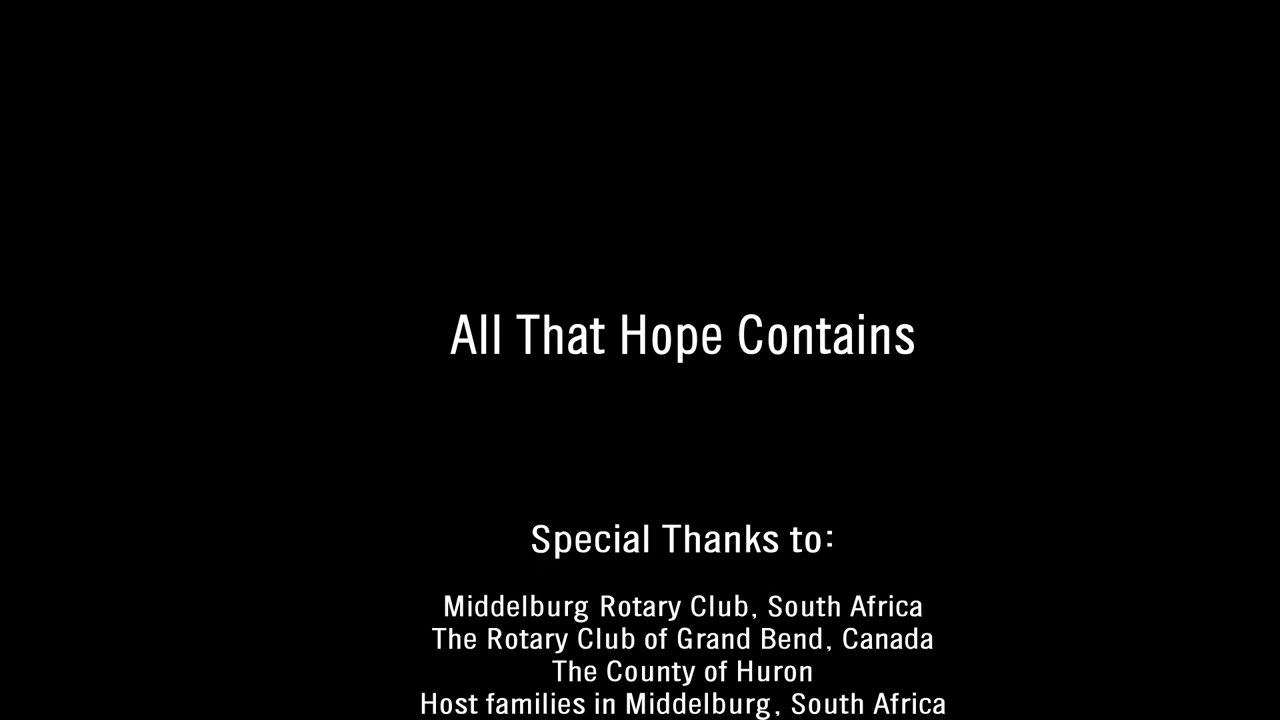 All That Hope Contains
Special Thanks to:
Middelburg Rotary Club, South Africa
The Rotary Club of Grand Bend, Canada
The County of Huron
Host families in Middelburg, South Africa